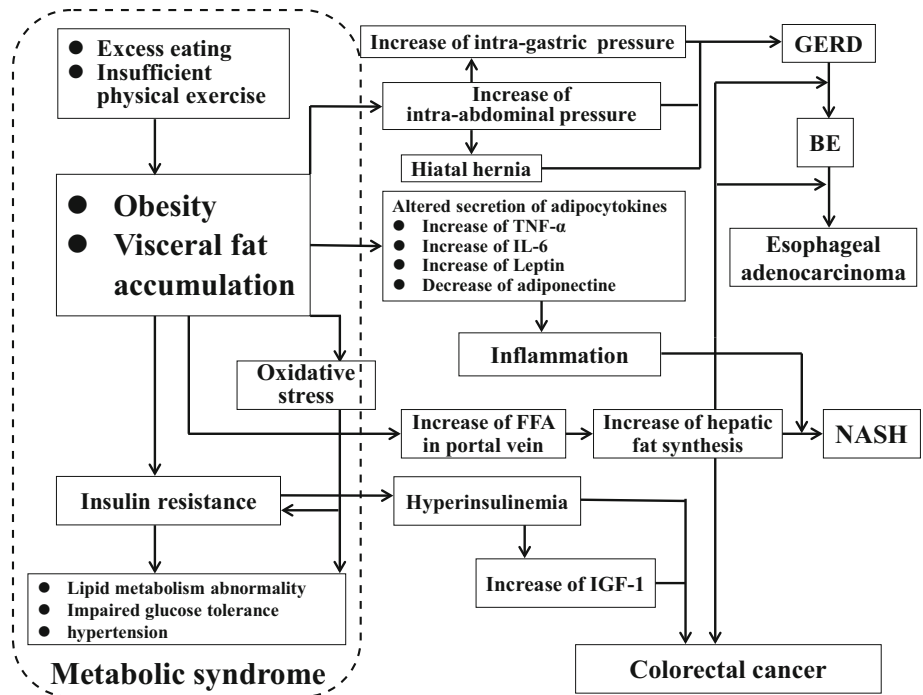 ● Excess eating
● Insufficient
physical exercise
● Obesity
● Visceral fat
accumulation
Oxidative
stress
Insulin resistance
● Lipid metabolism abnormality
● Impaired glucose tolerance
● hypertension
Metabolic syndrome
Increase of intra-gastric pressure
Increase of
intra-abdominal pressure
Hiatal hernia
Altered secretion of adipocytokines
● Increase of TNF-α
● Increase of IL-6
● Increase of Leptin
● Decrease of adiponectine
Inflammation
Increase of FFA
in portal vein
Increase of hepatic
fat synthesis
Hyperinsulinemia
Increase of IGF-1
GERD
BE
Esophageal
adenocarcinoma
NASH
Colorectal cancer